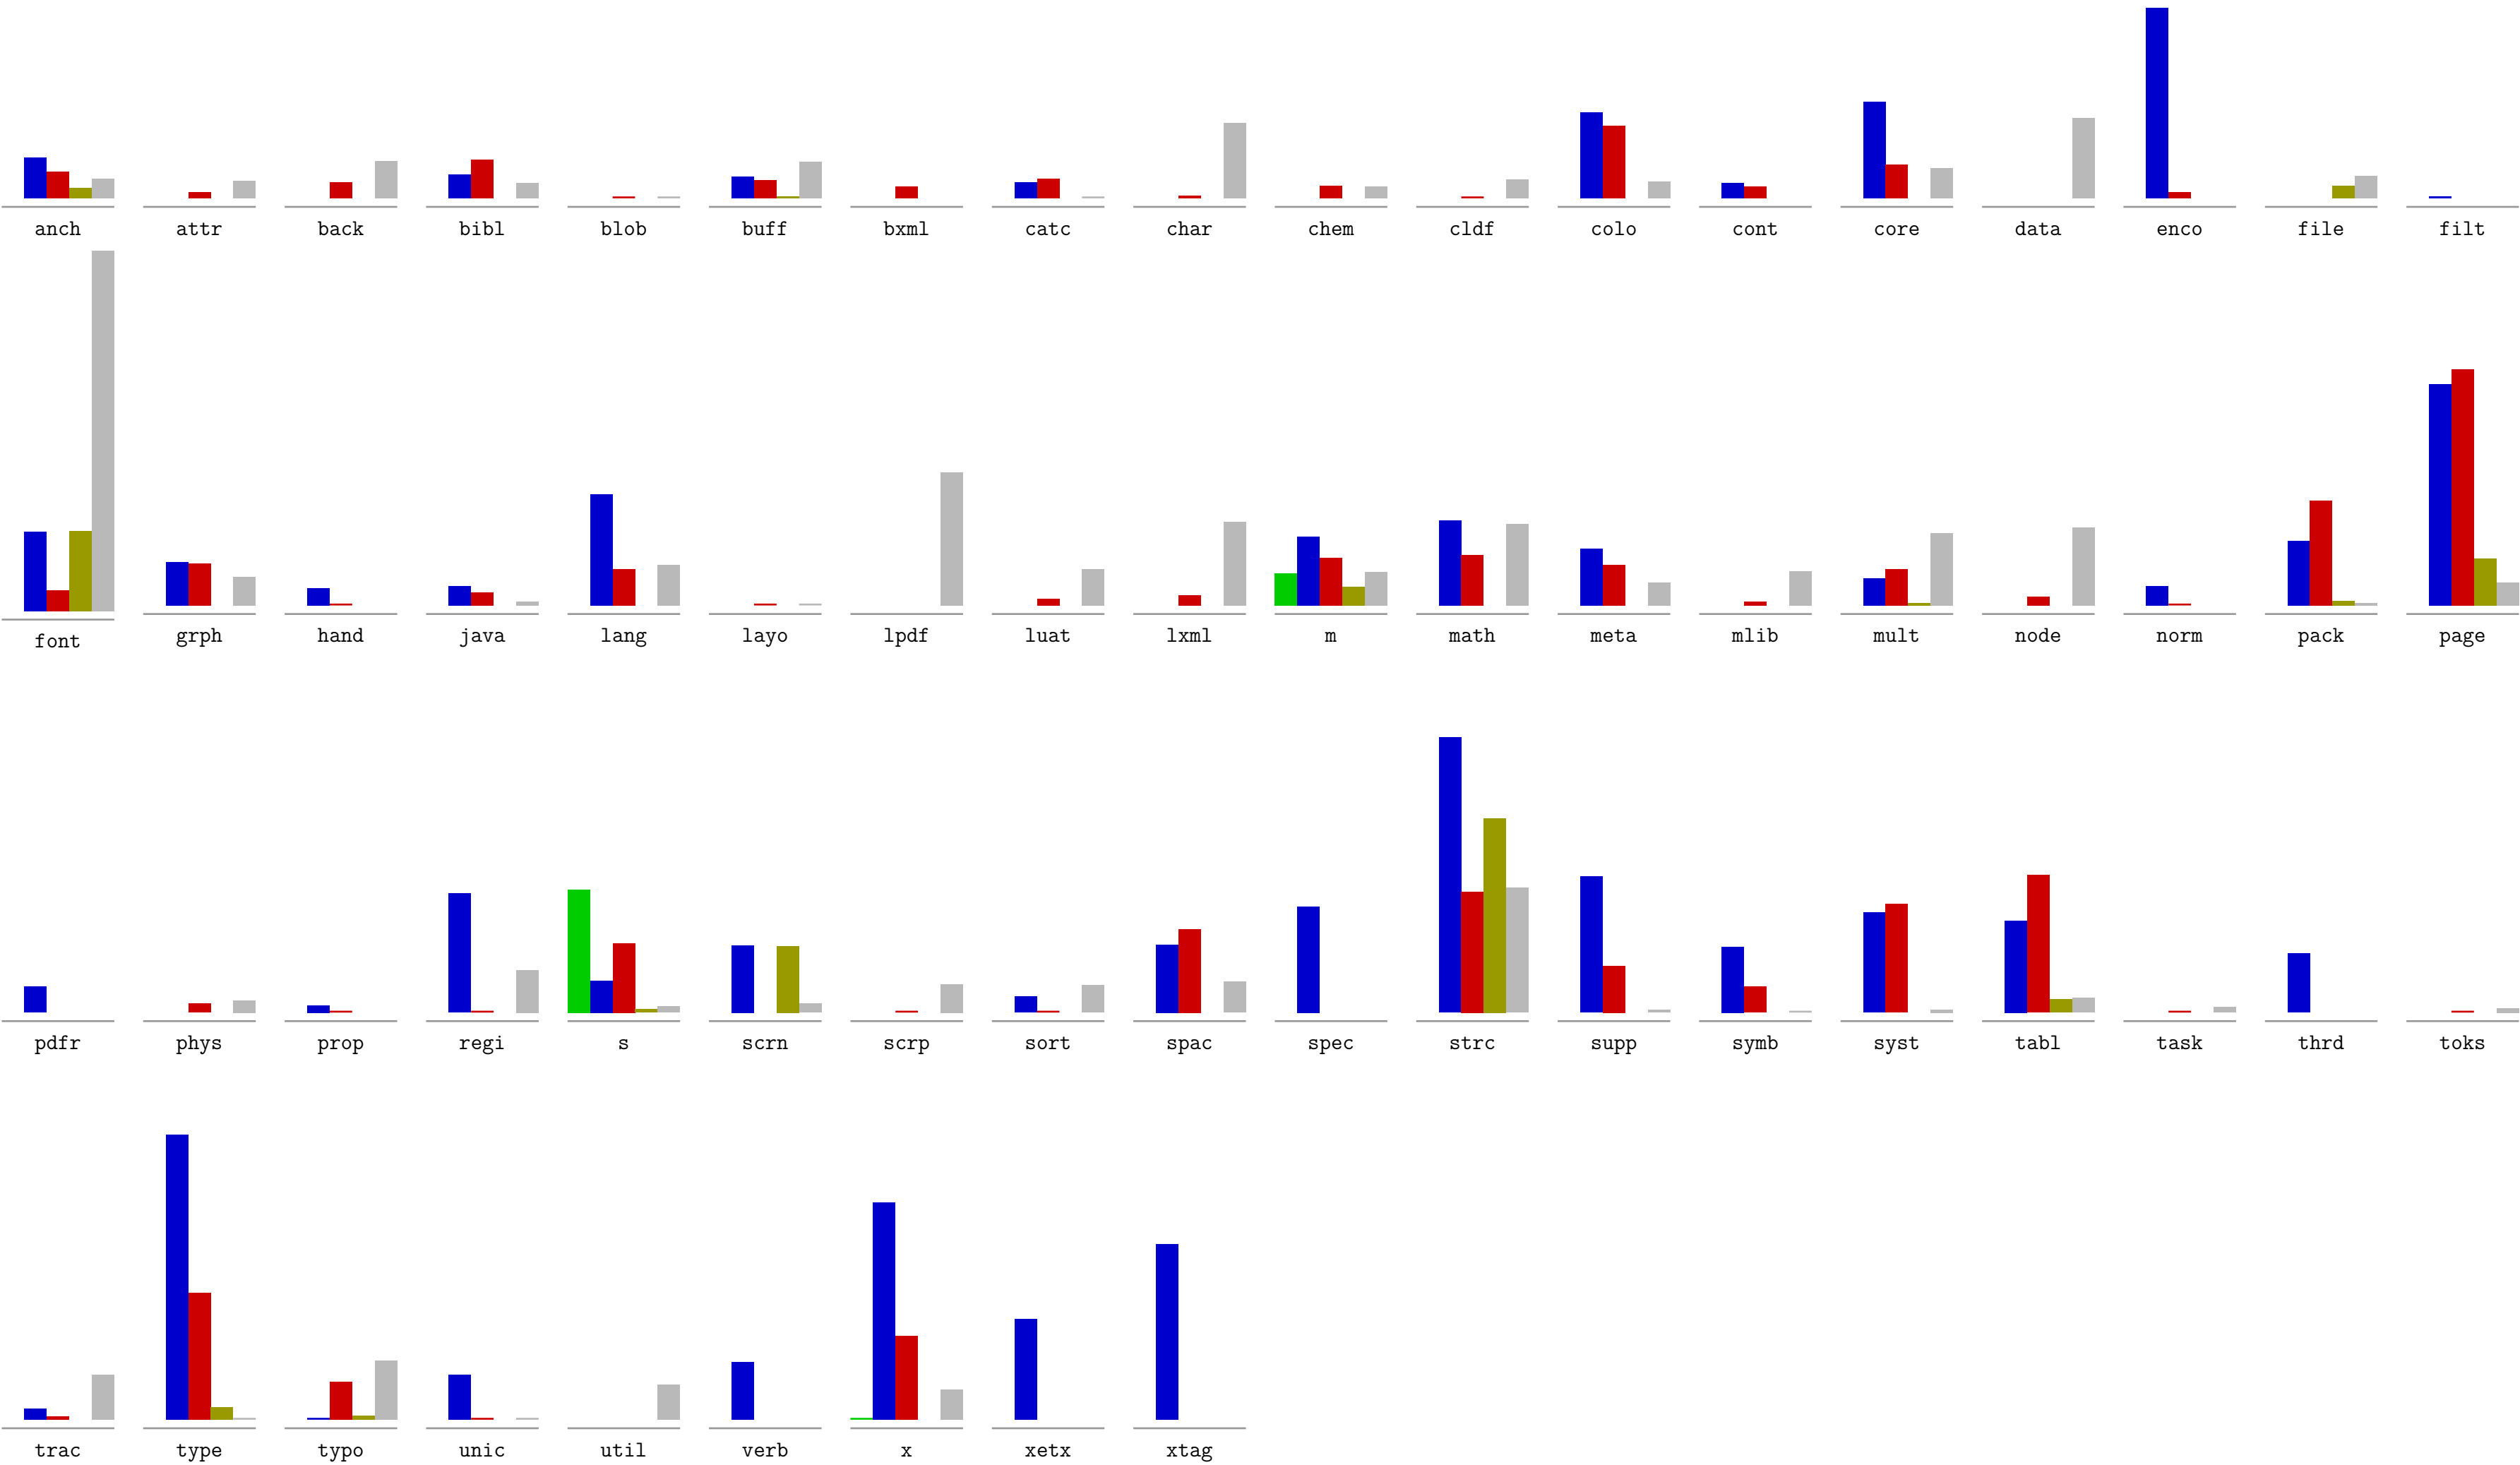 anch attr back bibl blob buff bxml catc char chem cldf colo cont core data enco file filt
font grph hand java lang layo lpdf luat lxml m math meta mlib mult node norm pack page
pdfr phys prop regi s scrn scrp sort spac spec strc supp symb syst tabl task thrd toks
trac type typo unic util verb x xetx xtag